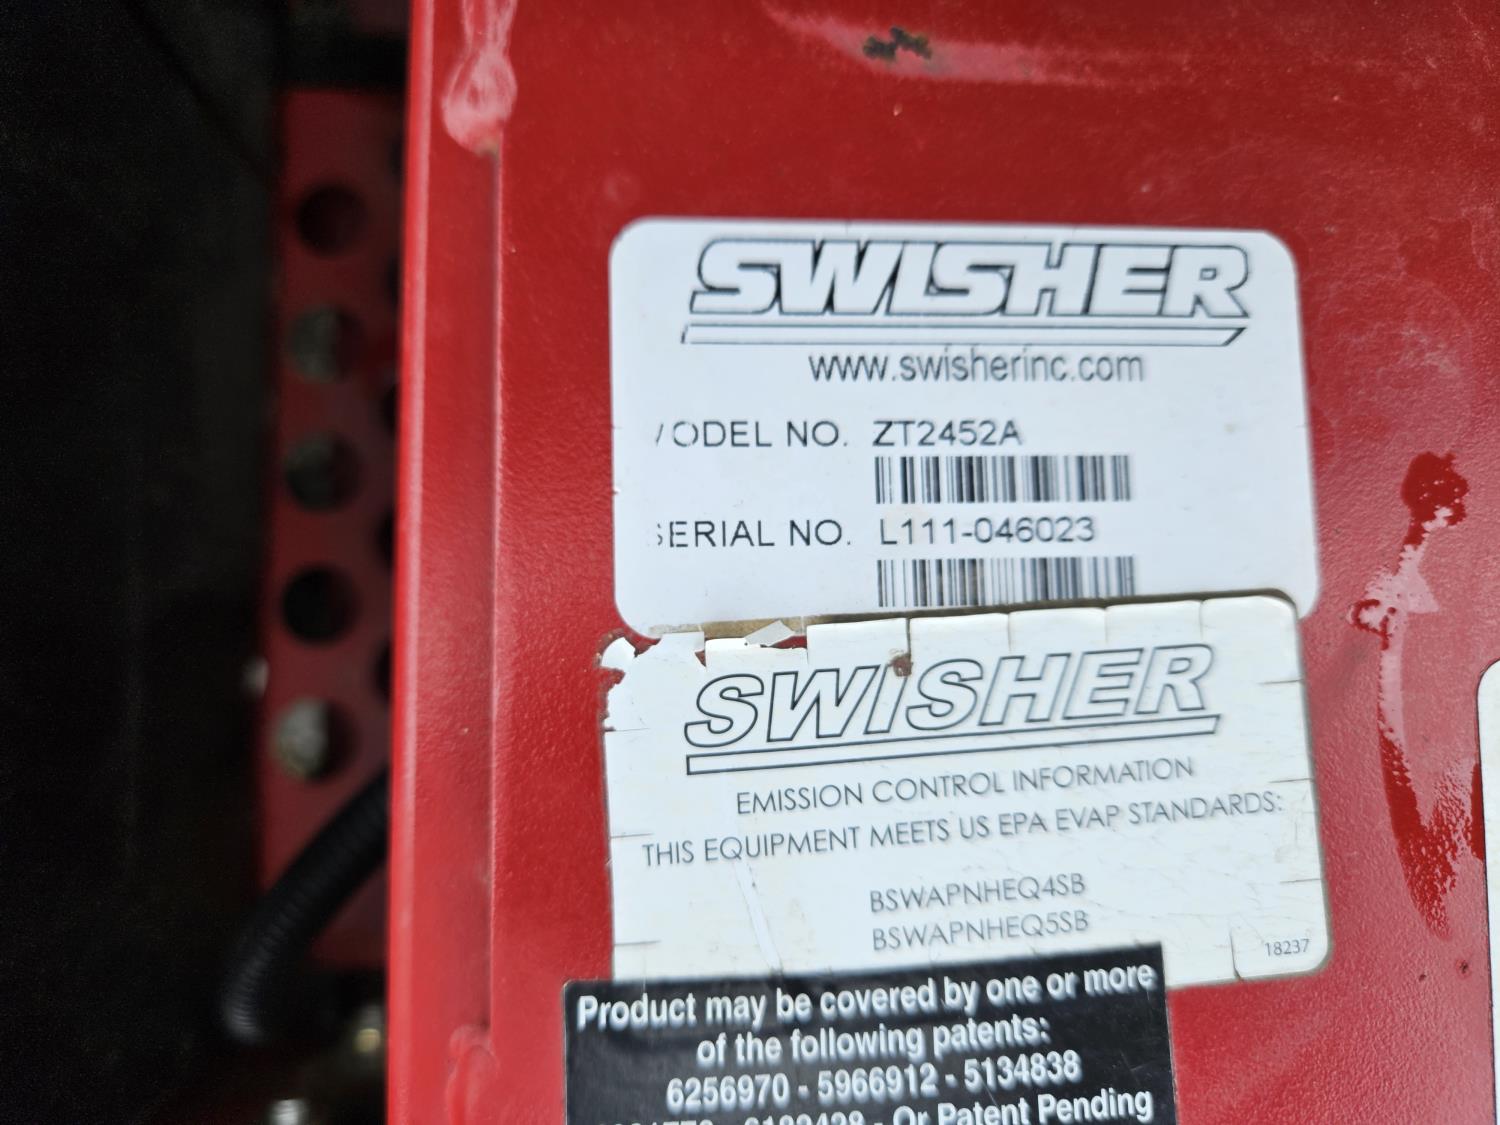 SWISHER
www.swisherinc.com
MODEL NO. ZT2452A
SERIAL NO. L111-046023
SWISHER
EMISSION CONTROL INFORMATION
THIS EQUIPMENT MEETS US EPA EVAP STANDARDS:
BSWAPNHEQ4SB
BSWAPNHEQ5SB
18237
Product may be covered by one or more
of the following patents:
6256970 - 5966912 - 5134838
- Or Patent Pending